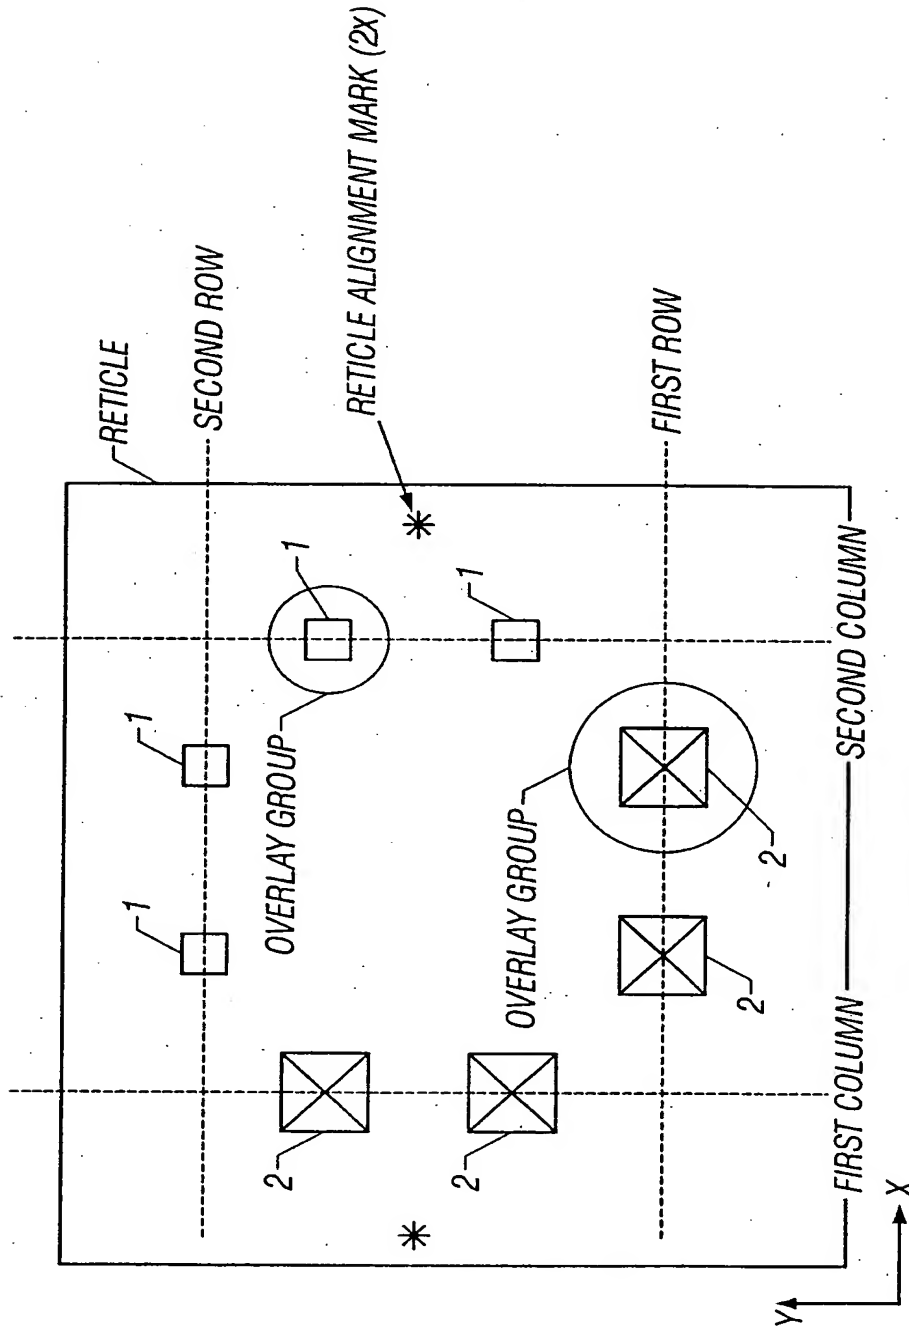 RETICLE
SECOND ROW
RETICLE ALIGNMENT MARK (2X)
FIRST ROW
1
1
1
1
OVERLAY GROUP
OVERLAY GROUP
2
2
2
2
FIRST COLUMN
SECOND COLUMN
Y
X